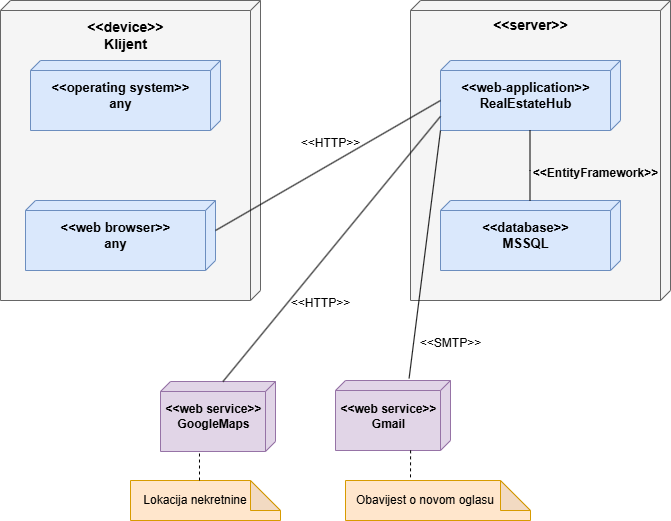 <<device>>
Klijent
<<operating system>>
any
<<web browser>>
any
<<server>>
<<web-application>>
RealEstateHub
<<EntityFramework>>
<<database>>
MSSQL
<<HTTP>>
<<HTTP>>
<<SMTP>>
<<web service>>
GoogleMaps
<<web service>>
Gmail
Lokacija nekretnine
Obavijest o novom oglasu